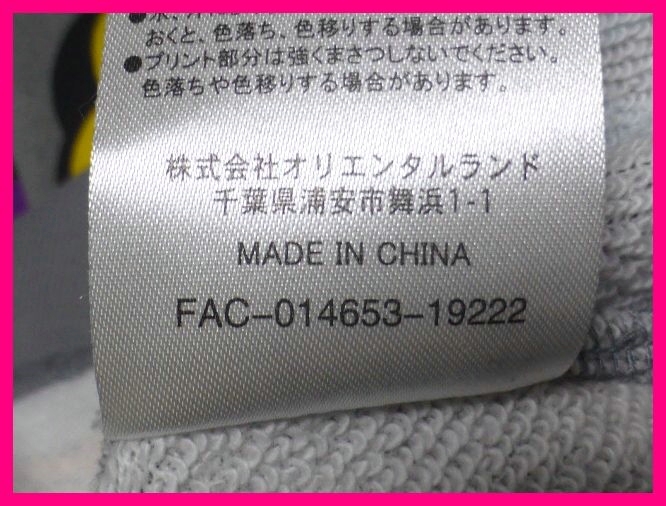 おくと、色落ち、色移りする場合があります。
●プリント部分は強くまさつしないでください。
色落ちや色移りする場合があります。
株式会社オリエンタルランド
千葉県浦安市舞浜1-1
MADE IN CHINA
FAC-014653-19222